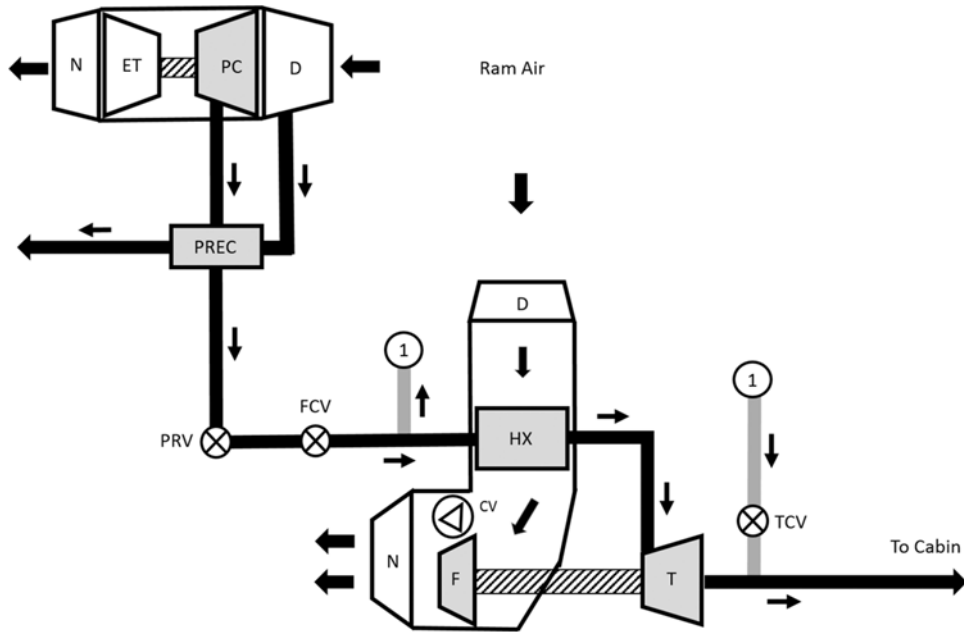 N ET PC D
Ram Air
PREC
D
1
1
FCV
PRV
HX
CV
TCV
N
F
T
To Cabin